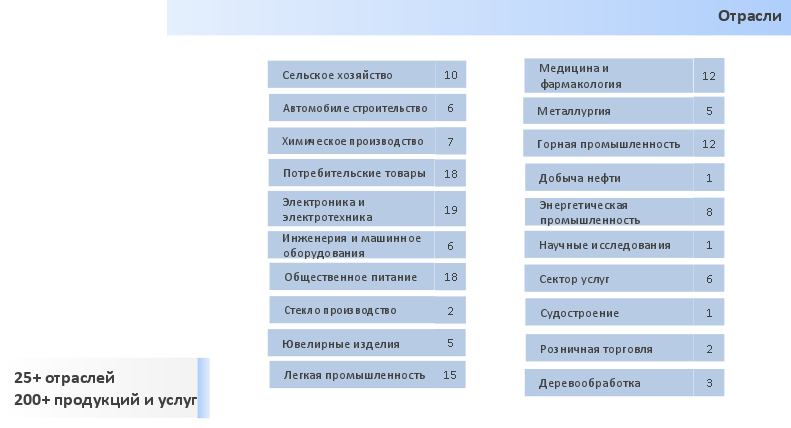 Отрасли
Сельское хозяйство 10
Автомобиле строительство 6
Химическое производство 7
Потребительские товары 18
Электроника и
электротехника 19
Инженерия и машинное
оборудования 6
Общественное питание 18
Стекло производство 2
Ювелирные изделия 5
Легкая промышленность 15
Медицина и
фармакология 12
Металлургия 5
Горная промышленность 12
Добыча нефти 1
Энергетическая
промышленность 8
Научные исследования 1
Сектор услуг 6
Судостроение 1
Розничная торговля 2
Деревообработка 3
25+ отраслей
200+ продукций и услуг